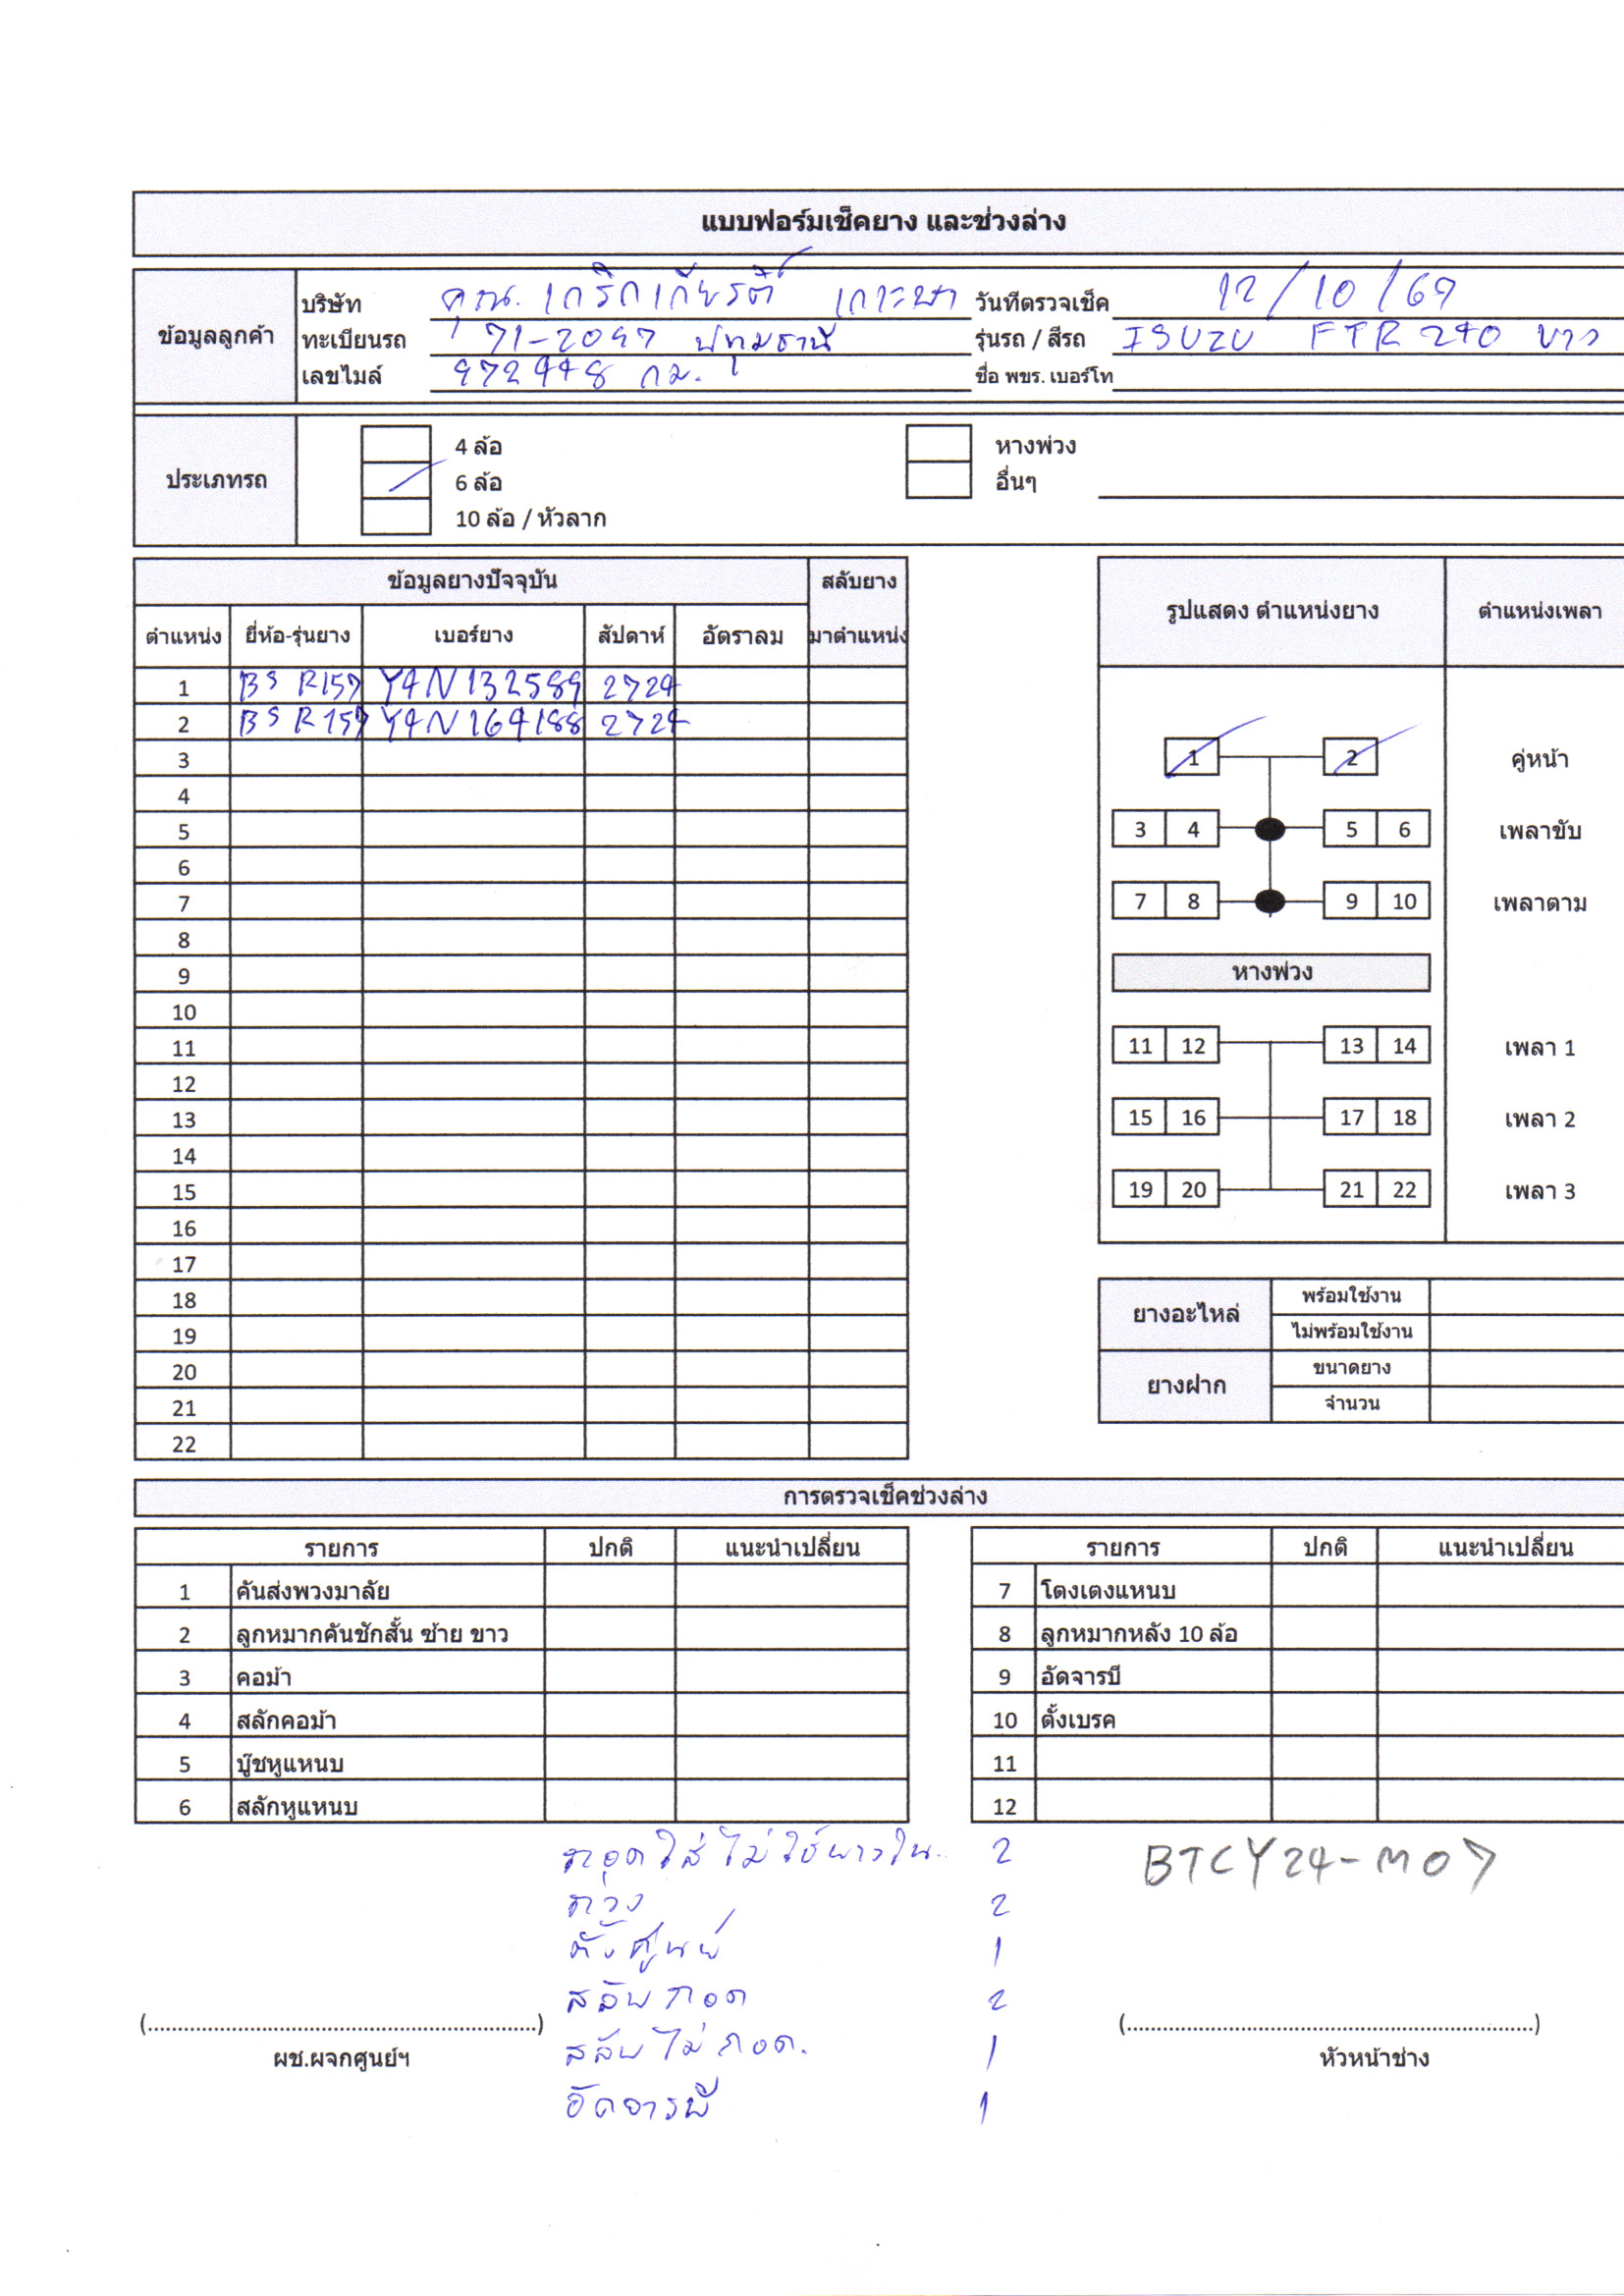 แบบฟอร์มเช็คยาง และช่วงล่าง
ข้อมูลลูกค้า
บริษัท คุณ. เกริกเกียรติ์ เกาะษา วันที่ตรวจเช็ค 12/10/67
ทะเบียนรถ 71-2097 ปทุมธานี รุ่นรถ / สีรถ ISUZU FTR 240 ขาว
เลขไมล์ 972448 กม. ชื่อ พขร. เบอร์โท
ประเภทรถ
4 ล้อ หางพ่วง
6 ล้อ อื่นๆ
10 ล้อ / หัวลาก
ข้อมูลยางปัจจุบัน สลับยาง
ตำแหน่ง ยี่ห้อ-รุ่นยาง เบอร์ยาง สัปดาห์ อัตราลม มาตำแหน่ง
1 BS R157 Y4N132589 2724
2 BS R157 Y4N164188 2724
3
4
5
6
7
8
9
10
11
12
13
14
15
16
17
18
19
20
21
22
รูปแสดง ตำแหน่งยาง ตำแหน่งเพลา
1 2 คู่หน้า
3 4 5 6 เพลาขับ
7 8 9 10 เพลาตาม
หางพ่วง
11 12 13 14 เพลา 1
15 16 17 18 เพลา 2
19 20 21 22 เพลา 3
ยางอะไหล่ พร้อมใช้งาน
ไม่พร้อมใช้งาน
ยางฝาก ขนาดยาง
จำนวน
การตรวจเช็คช่วงล่าง
รายการ ปกติ แนะนำเปลี่ยน รายการ ปกติ แนะนำเปลี่ยน
1 คันส่งพวงมาลัย 7 โตงเตงแหนบ
2 ลูกหมากคันชักสั้น ซ้าย ขาว 8 ลูกหมากหลัง 10 ล้อ
3 คอม้า 9 อัดจารบี
4 สลักคอม้า 10 ตั้งเบรค
5 บู๊ชหูแหนบ 11
6 สลักหูแหนบ 12
ถอดใส่ ไม่ใช้ยางใน. 2 BTCY24-M07
ถ่วง 2
ตั้งศูนย์ 1
สลับถอด 2
สลับไม่ถอด. 1
อัดจารบี 1
(...............................................................) (...............................................................)
ผช.ผจกศูนย์ฯ หัวหน้าช่าง